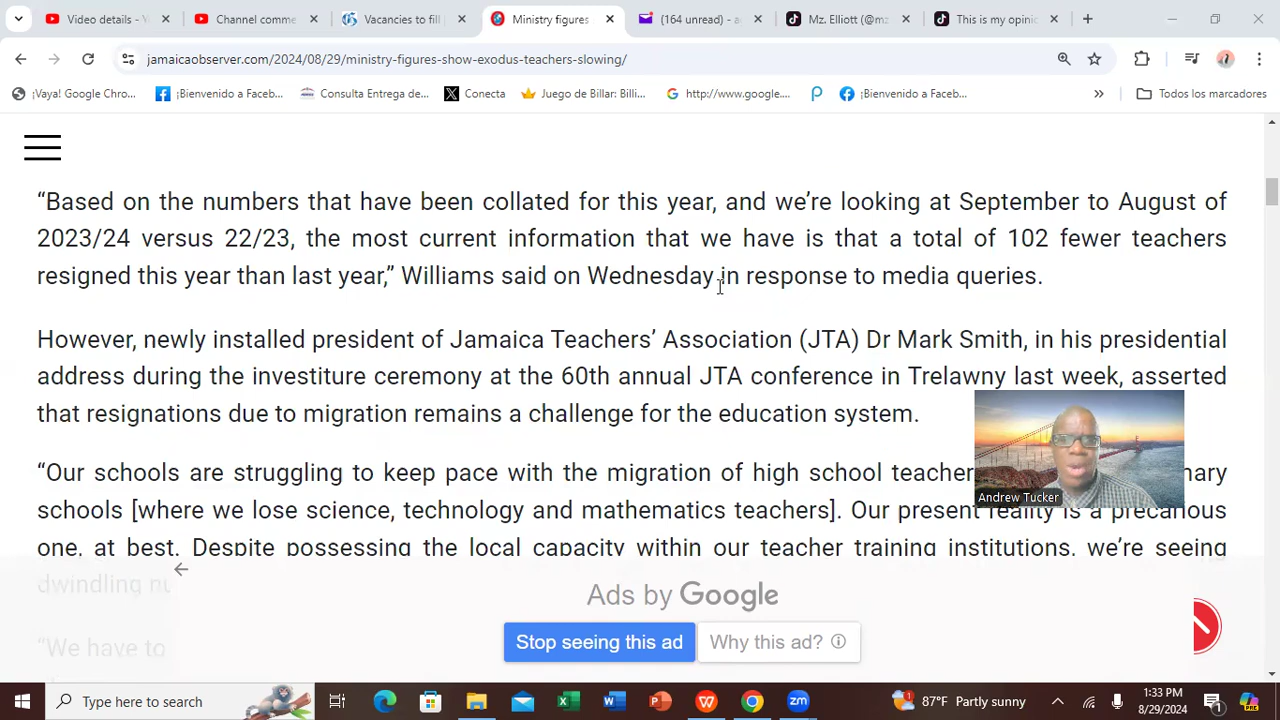 Video details - Y
Channel comme
Vacancies to fill
Ministry figures
(164 unread) - a
Mz. Elliott (@mz
This is my opini
jamaicaobserver.com/2024/08/29/ministry-figures-show-exodus-teachers-slowing/
¡Vaya! Google Chro...
¡Bienvenido a Faceb...
Consulta Entrega de...
Conecta
Juego de Billar: Billi...
http://www.google....
¡Bienvenido a Faceb...
»
Todos los marcadores
“Based on the numbers that have been collated for this year, and we’re looking at September to August of
2023/24 versus 22/23, the most current information that we have is that a total of 102 fewer teachers
resigned this year than last year,” Williams said on Wednesday in response to media queries.
However, newly installed president of Jamaica Teachers’ Association (JTA) Dr Mark Smith, in his presidential
address during the investiture ceremony at the 60th annual JTA conference in Trelawny last week, asserted
that resignations due to migration remains a challenge for the education system.
“Our schools are struggling to keep pace with the migration of high school teacher nary
schools [where we lose science, technology and mathematics teachers]. Our present reality is a precarious
one, at best. Despite possessing the local capacity within our teacher training institutions, we’re seeing
dwindling nu
“We have to
Andrew Tucker
Ads by Google
Stop seeing this ad
Why this ad?
Type here to search
1
87°F Partly sunny
1:33 PM
8/29/2024
1